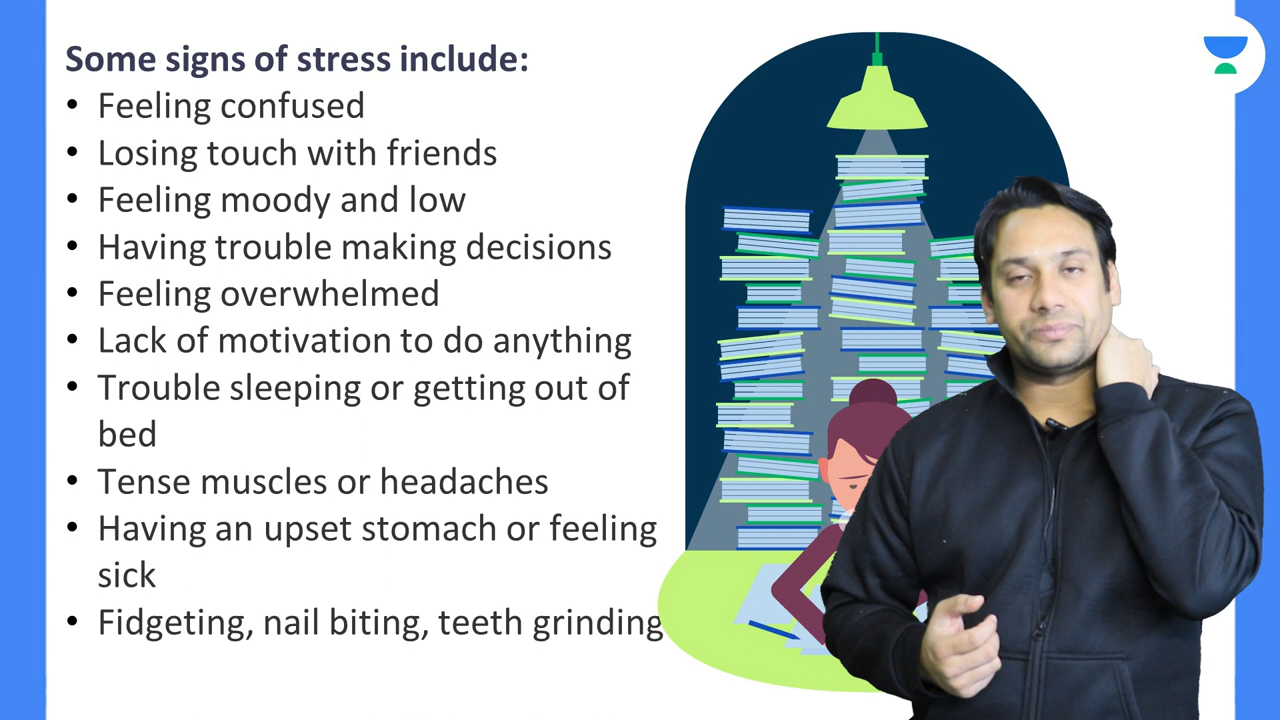 Some signs of stress include:
• Feeling confused
• Losing touch with friends
• Feeling moody and low
• Having trouble making decisions
• Feeling overwhelmed
• Lack of motivation to do anything
• Trouble sleeping or getting out of
bed
• Tense muscles or headaches
• Having an upset stomach or feeling
sick
• Fidgeting, nail biting, teeth grinding